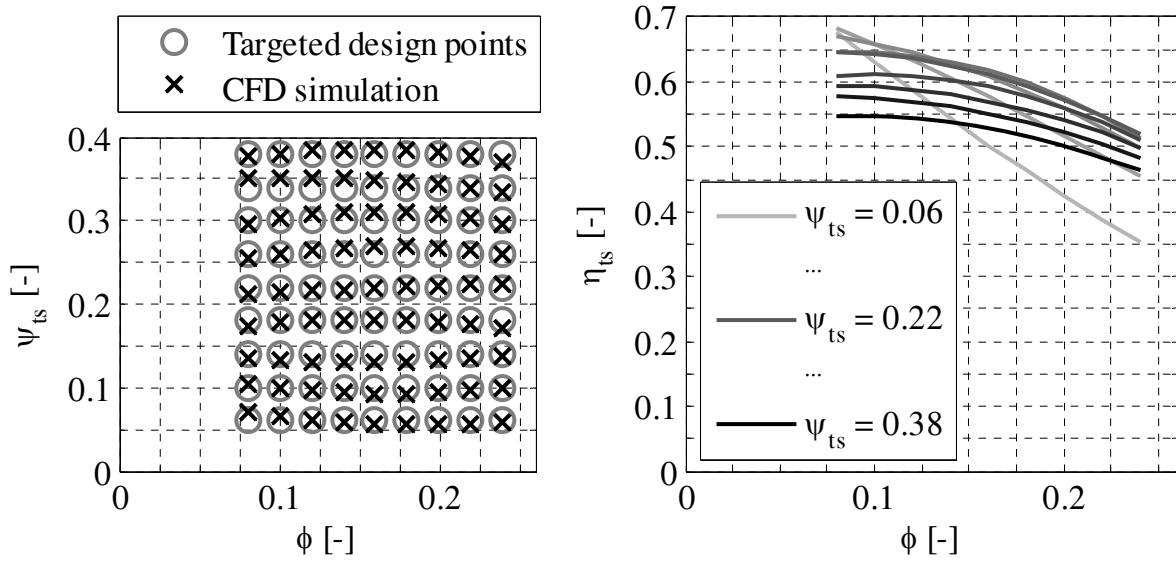 Targeted design points
CFD simulation
0.4
0.3
0.2
0.1
0
ψts [-]
0
0.1
0.2
ϕ [-]
0.7
0.6
0.5
0.4
0.3
0.2
0.1
0
ηts [-]
ψts = 0.06
...
ψts = 0.22
...
ψts = 0.38
0
0.1
0.2
ϕ [-]